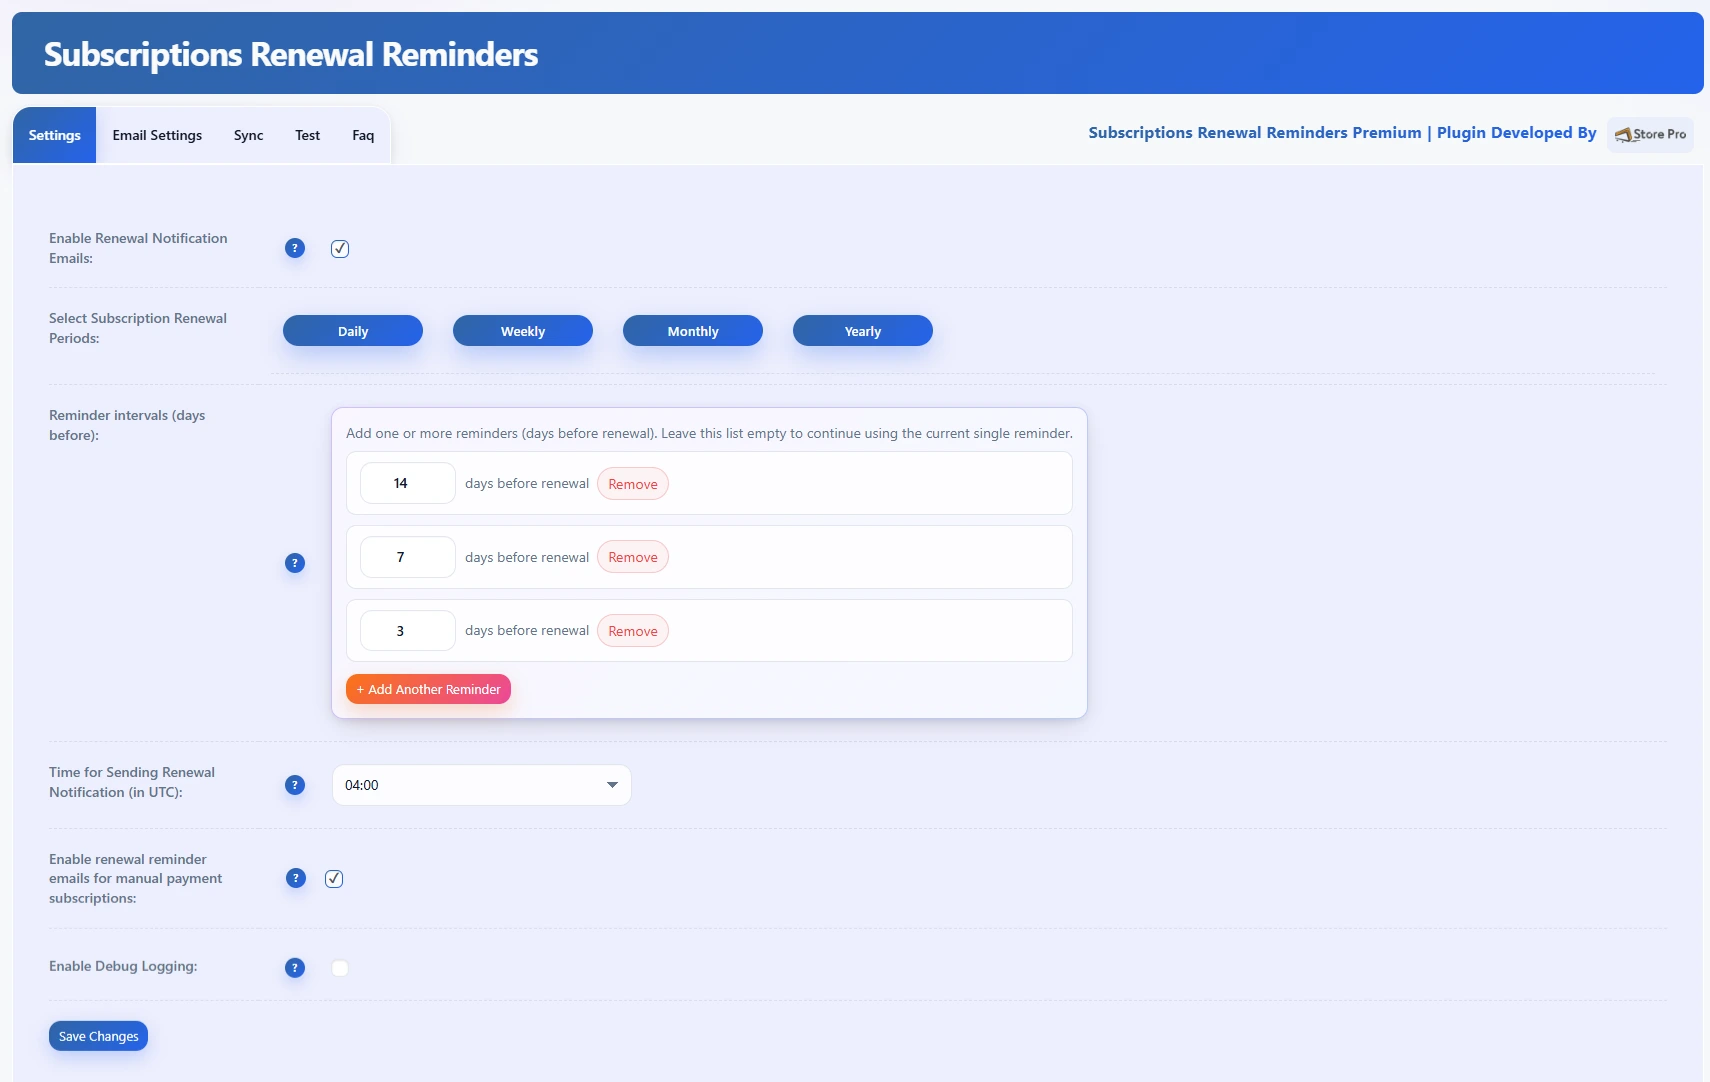 Subscriptions Renewal Reminders
Settings
Email Settings
Sync
Test
Faq
Subscriptions Renewal Reminders Premium | Plugin Developed By
Store Pro
Enable Renewal Notification
Emails:
?
Select Subscription Renewal
Periods:
Daily
Weekly
Monthly
Yearly
Reminder intervals (days
before):
?
Add one or more reminders (days before renewal). Leave this list empty to continue using the current single reminder.
14 days before renewal Remove
7 days before renewal Remove
3 days before renewal Remove
+ Add Another Reminder
Time for Sending Renewal
Notification (in UTC):
?
04:00
Enable renewal reminder
emails for manual payment
subscriptions:
?
Enable Debug Logging:
?
Save Changes